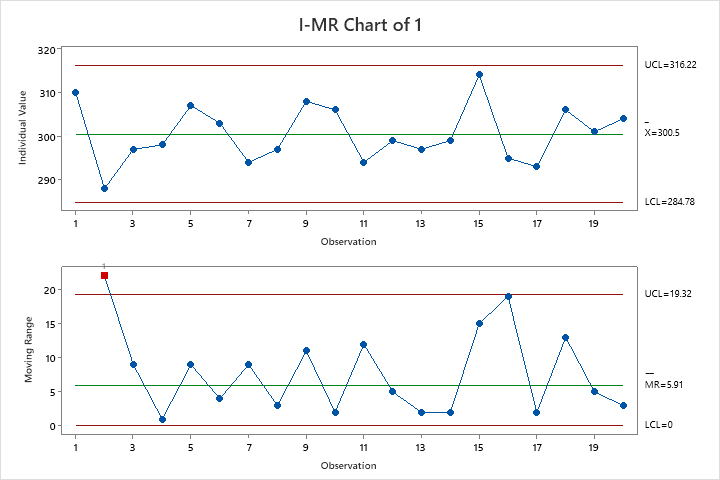 I-MR Chart of 1
320
310
300
290
Individual Value
UCL=316.22
X=300.5
LCL=284.78
1 3 5 7 9 11 13 15 17 19
Observation
1
20
15
10
5
0
Moving Range
UCL=19.32
MR=5.91
LCL=0
1 3 5 7 9 11 13 15 17 19
Observation